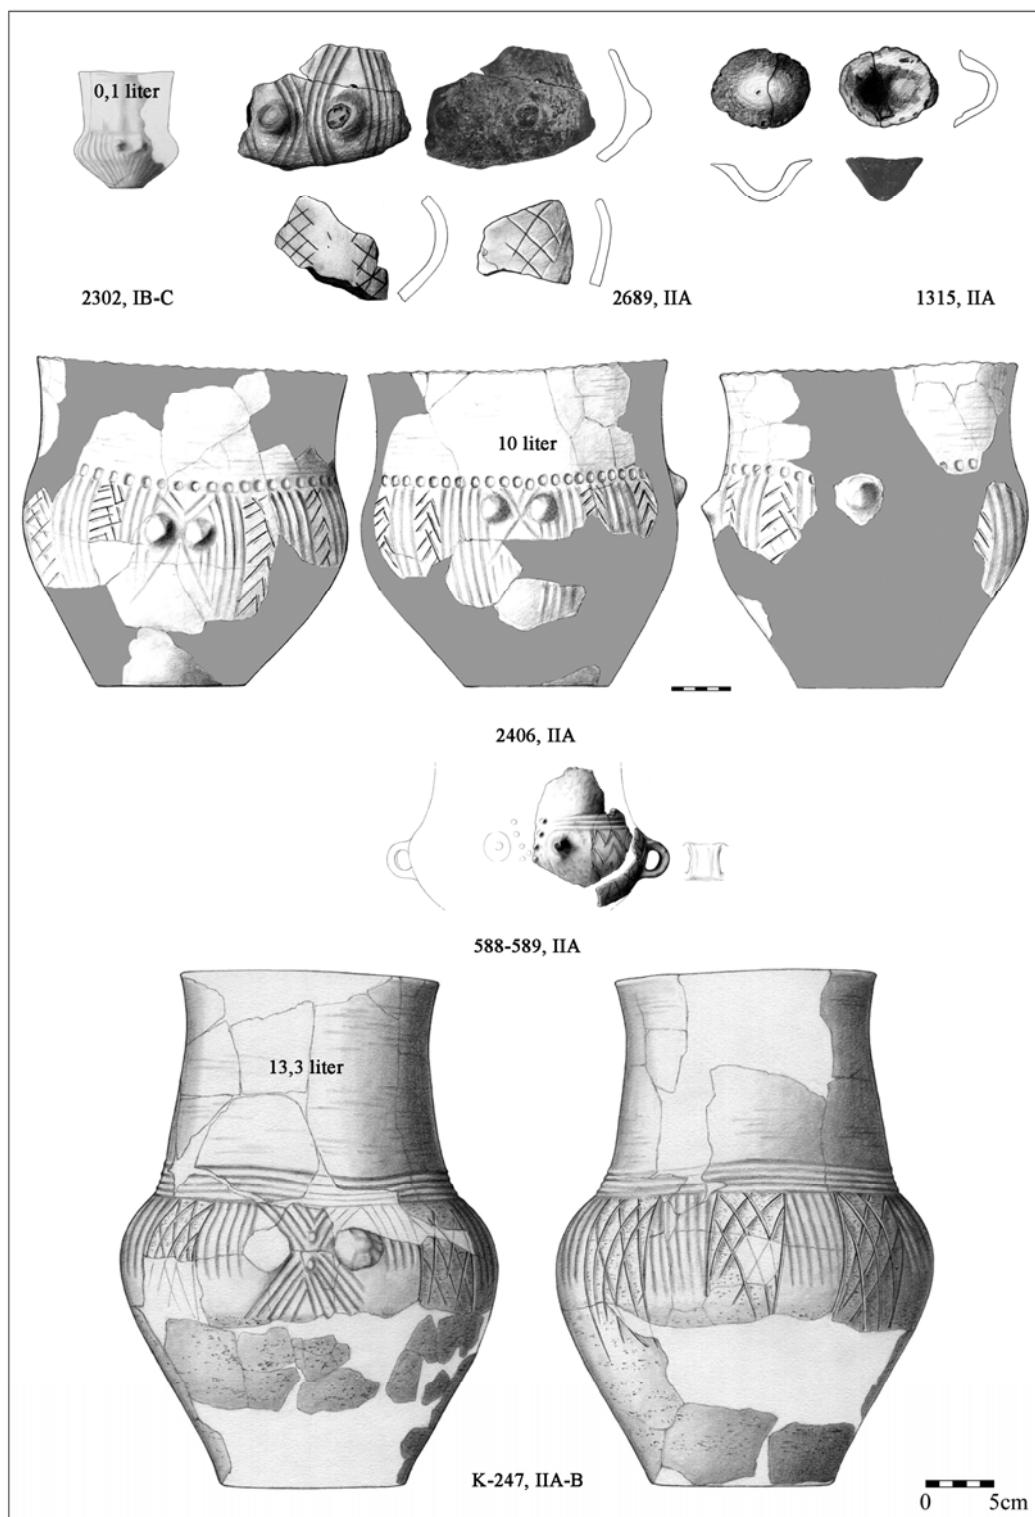 0,1 liter
2302, IB-C
2689, IIA
1315, IIA
10 liter
2406, IIA
588-589, IIA
13,3 liter
K-247, IIA-B
0 5cm